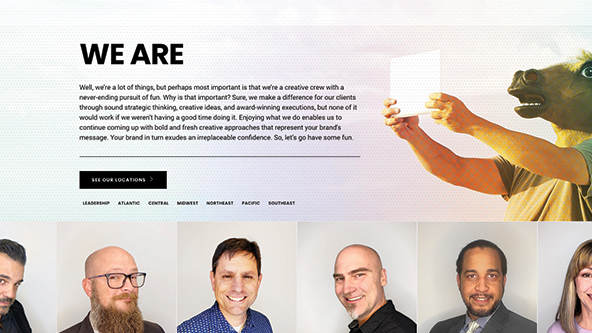 WE ARE
Well, we're a lot of things, but perhaps most important is that we're a creative crew with a
never-ending pursuit of fun. Why is that important? Sure, we make a difference for our clients
through sound strategic thinking, creative ideas, and award-winning executions, but none of it
would work if we weren't having a good time doing it. Enjoying what we do enables us to
continue coming up with bold and fresh creative approaches that represent your brand's
message. Your brand in turn exudes an irreplaceable confidence. So, let's go have some fun.
SEE OUR LOCATIONS >
LEADERSHIP ATLANTIC CENTRAL MIDWEST NORTHEAST PACIFIC SOUTHEAST